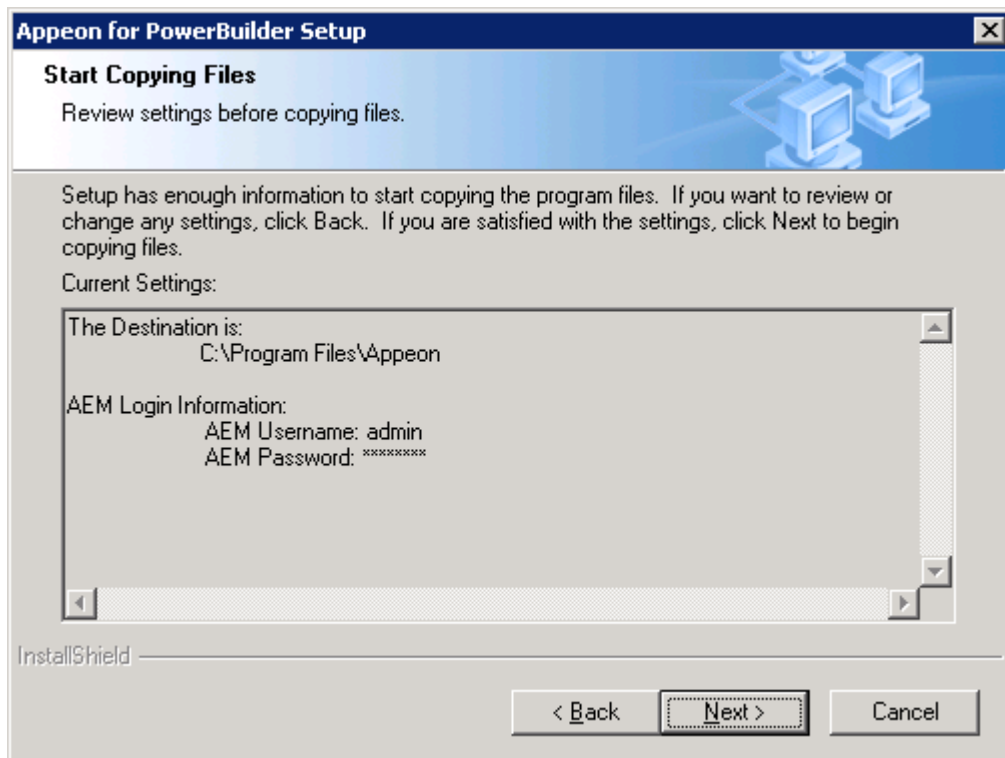 Appeon for PowerBuilder Setup
Start Copying Files
Review settings before copying files.
Setup has enough information to start copying the program files. If you want to review or
change any settings, click Back. If you are satisfied with the settings, click Next to begin
copying files.
Current Settings:
The Destination is:
C:\Program Files\Appeon
AEM Login Information:
AEM Username: admin
AEM Password: ********
InstallShield
< Back
Next >
Cancel